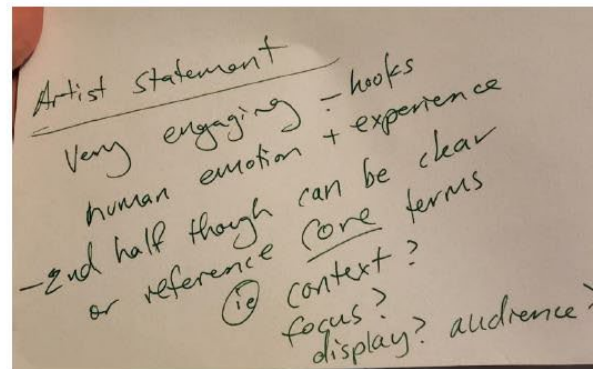 Artist Statement
Very engaging - hooks
human emotion + experience
- 2nd half though can be clear
or reference core terms
ie context?
focus?
display? audience?